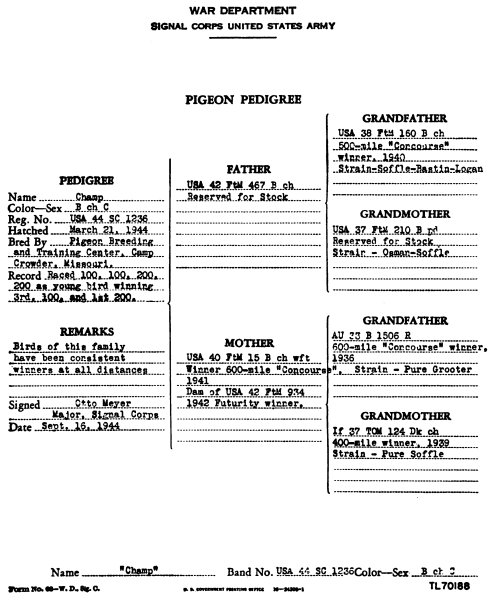 WAR DEPARTMENT
SIGNAL CORPS UNITED STATES ARMY
PIGEON PEDIGREE
PEDIGREE
Name Champ
Color—Sex B ch C
Reg. No. USA 44 SC 1236
Hatched March 21, 1944
Bred By Pigeon Breeding
and Training Center, Camp
Crowder, Missouri.
Record Raced 100, 100, 200,
200 as young bird winning
3rd, 100, and 1st 200.
REMARKS
Birds of this family
have been consistent
winners at all distances
Signed Otto Meyer
Major, Signal Corps
Date Sept. 16, 1944
FATHER
USA 42 FtM 467 B ch
Reserved for Stock
MOTHER
USA 40 FtM 15 B ch wft
Winner 600-mile "Concourse",
1941
Dam of USA 42 FtM 934
1942 Futurity winner.
GRANDFATHER
USA 38 FtM 160 B ch
500-mile "Concourse"
winner, 1940
Strain-Soffle-Bastin-Logan
GRANDMOTHER
USA 37 FtM 210 B pd
Reserved for Stock
Strain - Osman-Soffle
GRANDFATHER
AU 33 B 1506 R
600-mile "Concourse" winner,
1936
Strain - Pure Grooter
GRANDMOTHER
If 37 TOM 124 Dk ch
400-mile winner, 1939
Strain - Pure Soffle
Name "Champ" Band No. USA 44 SC 1236 Color—Sex B ch C
Form No. 68—W. D., Sg. C.
U. S. GOVERNMENT PRINTING OFFICE
TL70188